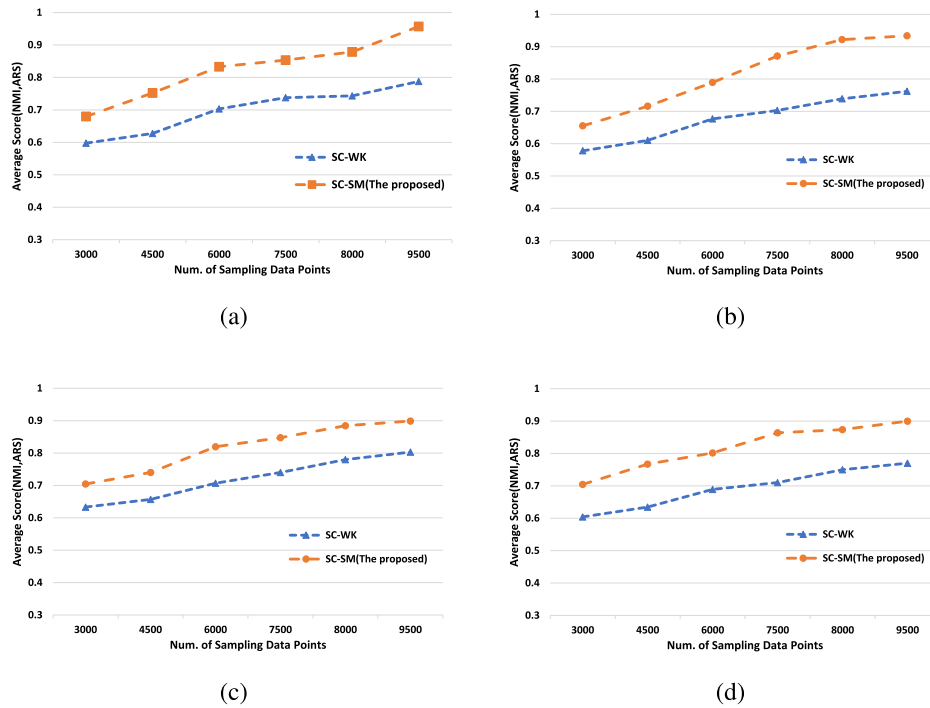 1
0.9
0.8
0.7
0.6
0.5
0.4
0.3
Average Score(NMI,ARS)
SC-WK
SC-SM(The proposed)
3000 4500 6000 7500 8000 9500
Num. of Sampling Data Points
(a)
1
0.9
0.8
0.7
0.6
0.5
0.4
0.3
Average Score(NMI,ARS)
SC-WK
SC-SM(The proposed)
3000 4500 6000 7500 8000 9500
Num. of Sampling Data Points
(b)
1
0.9
0.8
0.7
0.6
0.5
0.4
0.3
Average Score(NMI,ARS)
SC-WK
SC-SM(The proposed)
3000 4500 6000 7500 8000 9500
Num. of Sampling Data Points
(c)
1
0.9
0.8
0.7
0.6
0.5
0.4
0.3
Average Score(NMI,ARS)
SC-WK
SC-SM(The proposed)
3000 4500 6000 7500 8000 9500
Num. of Sampling Data Points
(d)